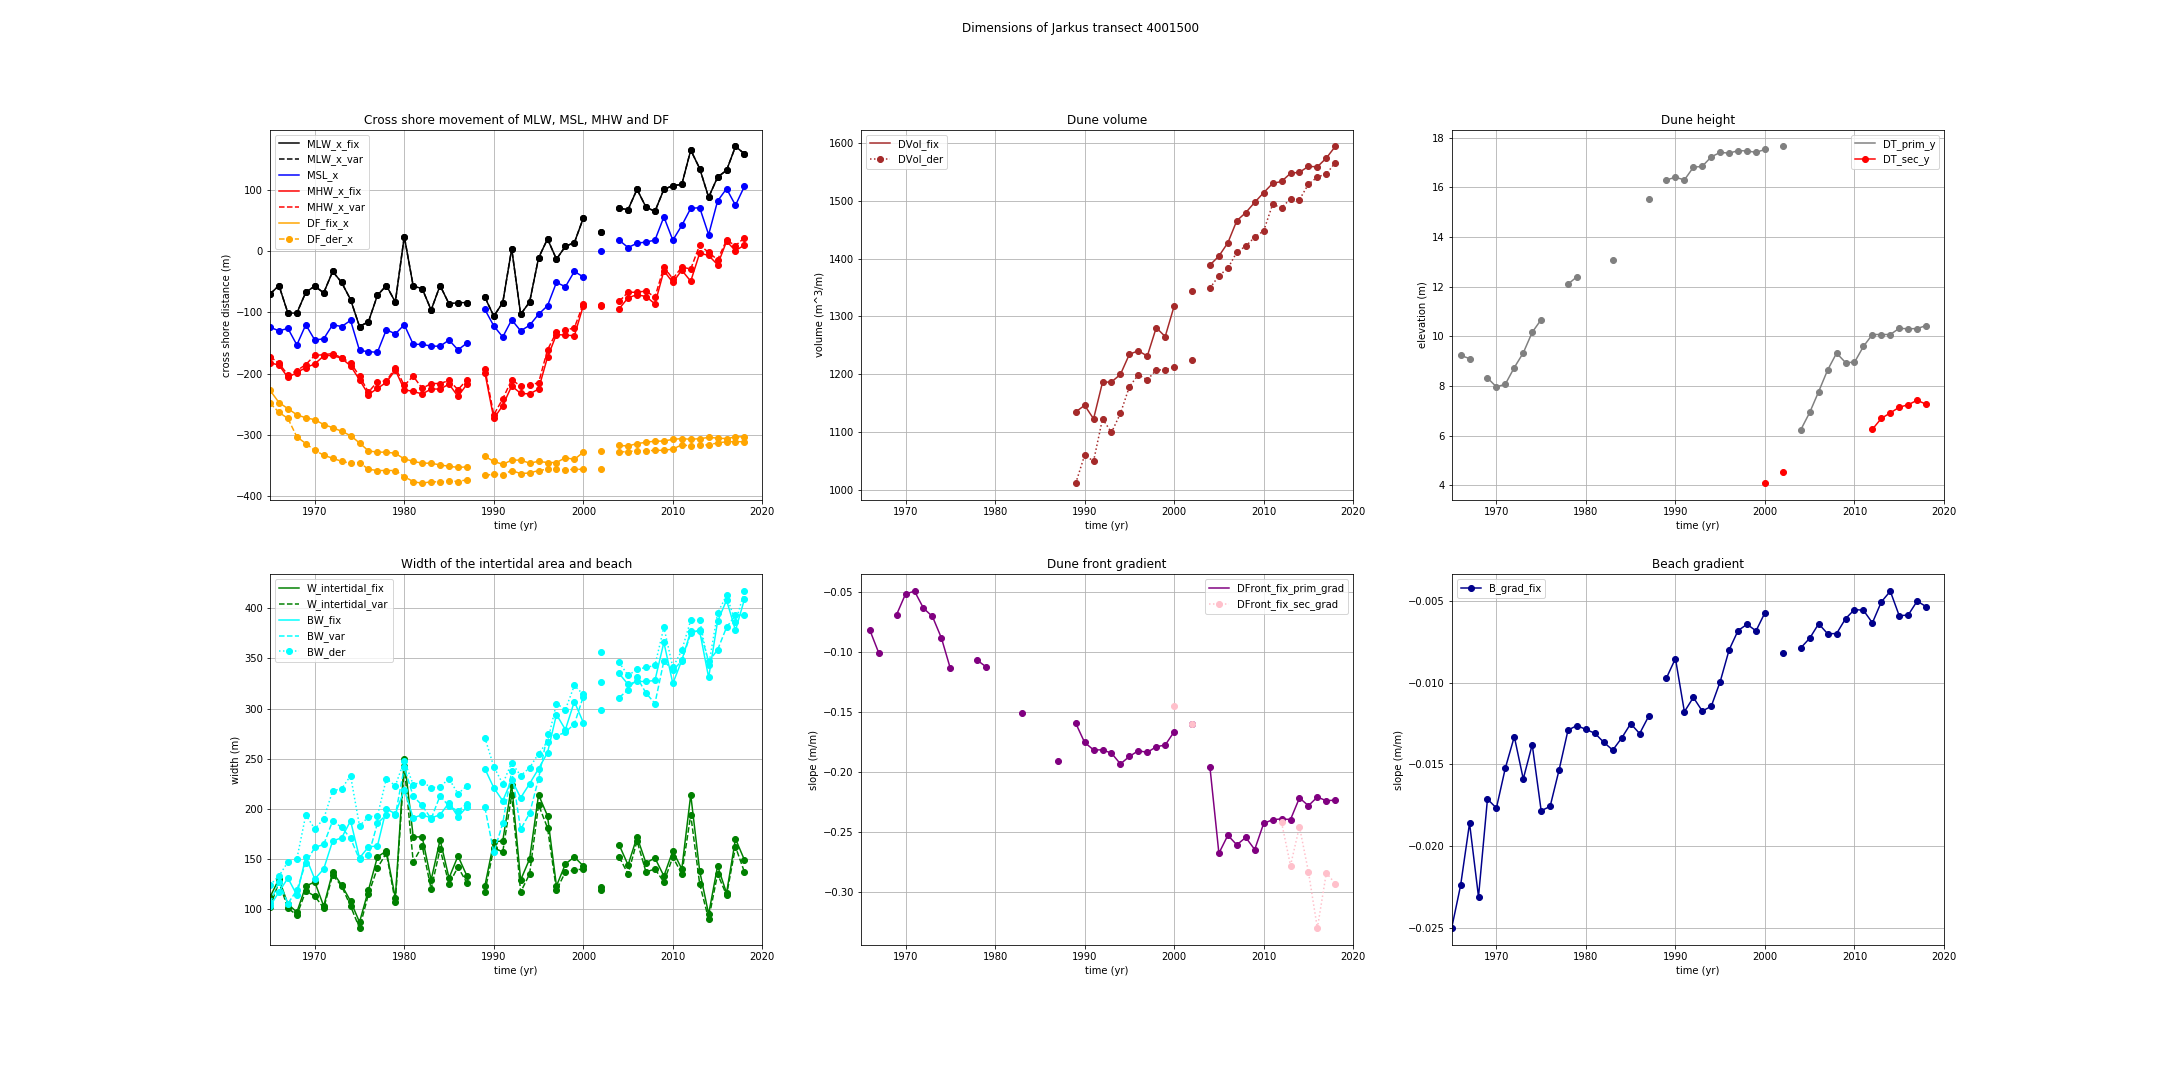 Dimensions of Jarkus transect 4001500
Cross shore movement of MLW, MSL, MHW and DF
MLW_x_fix
MLW_x_var
MSL_x
MHW_x_fix
MHW_x_var
DF_fix_x
DF_der_x
100
0
−100
−200
−300
−400
cross shore distance (m)
1970 1980 1990 2000 2010 2020
time (yr)
Dune volume
DVol_fix
DVol_der
1600
1500
1400
1300
1200
1100
1000
volume (m^3/m)
1970 1980 1990 2000 2010 2020
time (yr)
Dune height
DT_prim_y
DT_sec_y
18
16
14
12
10
8
6
4
elevation (m)
1970 1980 1990 2000 2010 2020
time (yr)
Width of the intertidal area and beach
W_intertidal_fix
W_intertidal_var
BW_fix
BW_var
BW_der
400
350
300
250
200
150
100
width (m)
1970 1980 1990 2000 2010 2020
time (yr)
Dune front gradient
DFront_fix_prim_grad
DFront_fix_sec_grad
−0.05
−0.10
−0.15
−0.20
−0.25
−0.30
slope (m/m)
1970 1980 1990 2000 2010 2020
time (yr)
Beach gradient
B_grad_fix
−0.005
−0.010
−0.015
−0.020
−0.025
slope (m/m)
1970 1980 1990 2000 2010 2020
time (yr)